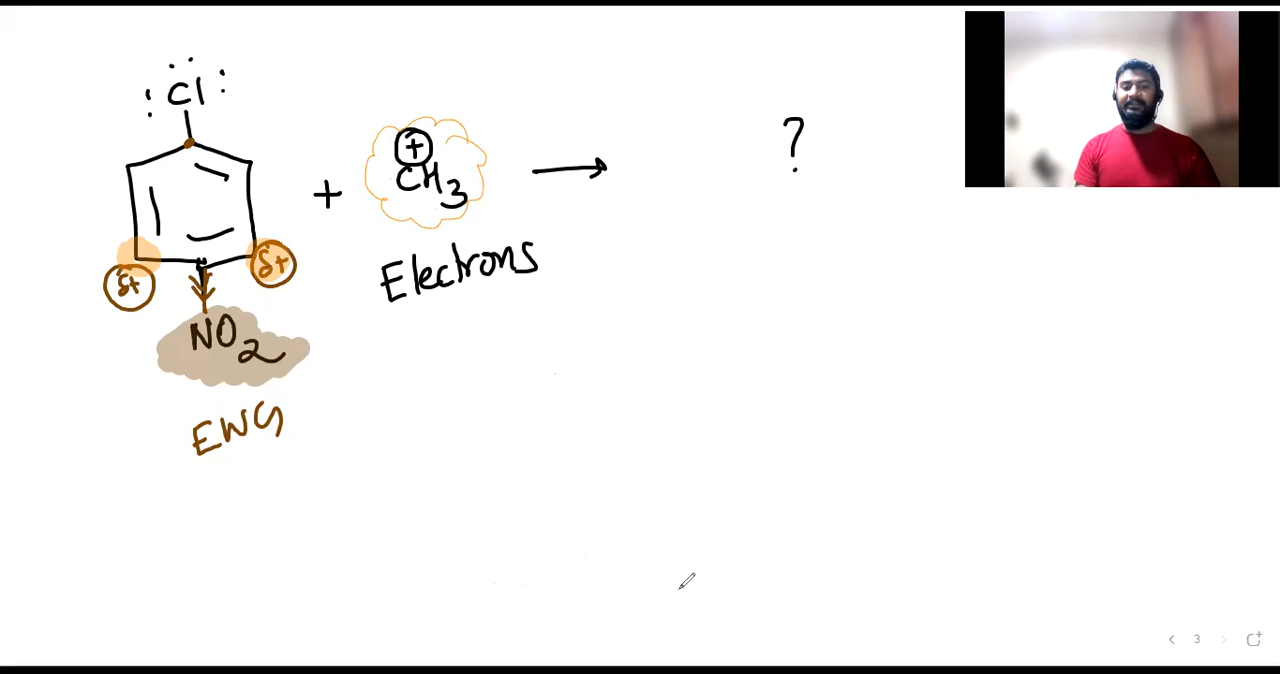 Cl
δ+
δ+
NO2
EWG
+
⊕
CH3
→
Electrons
?
3